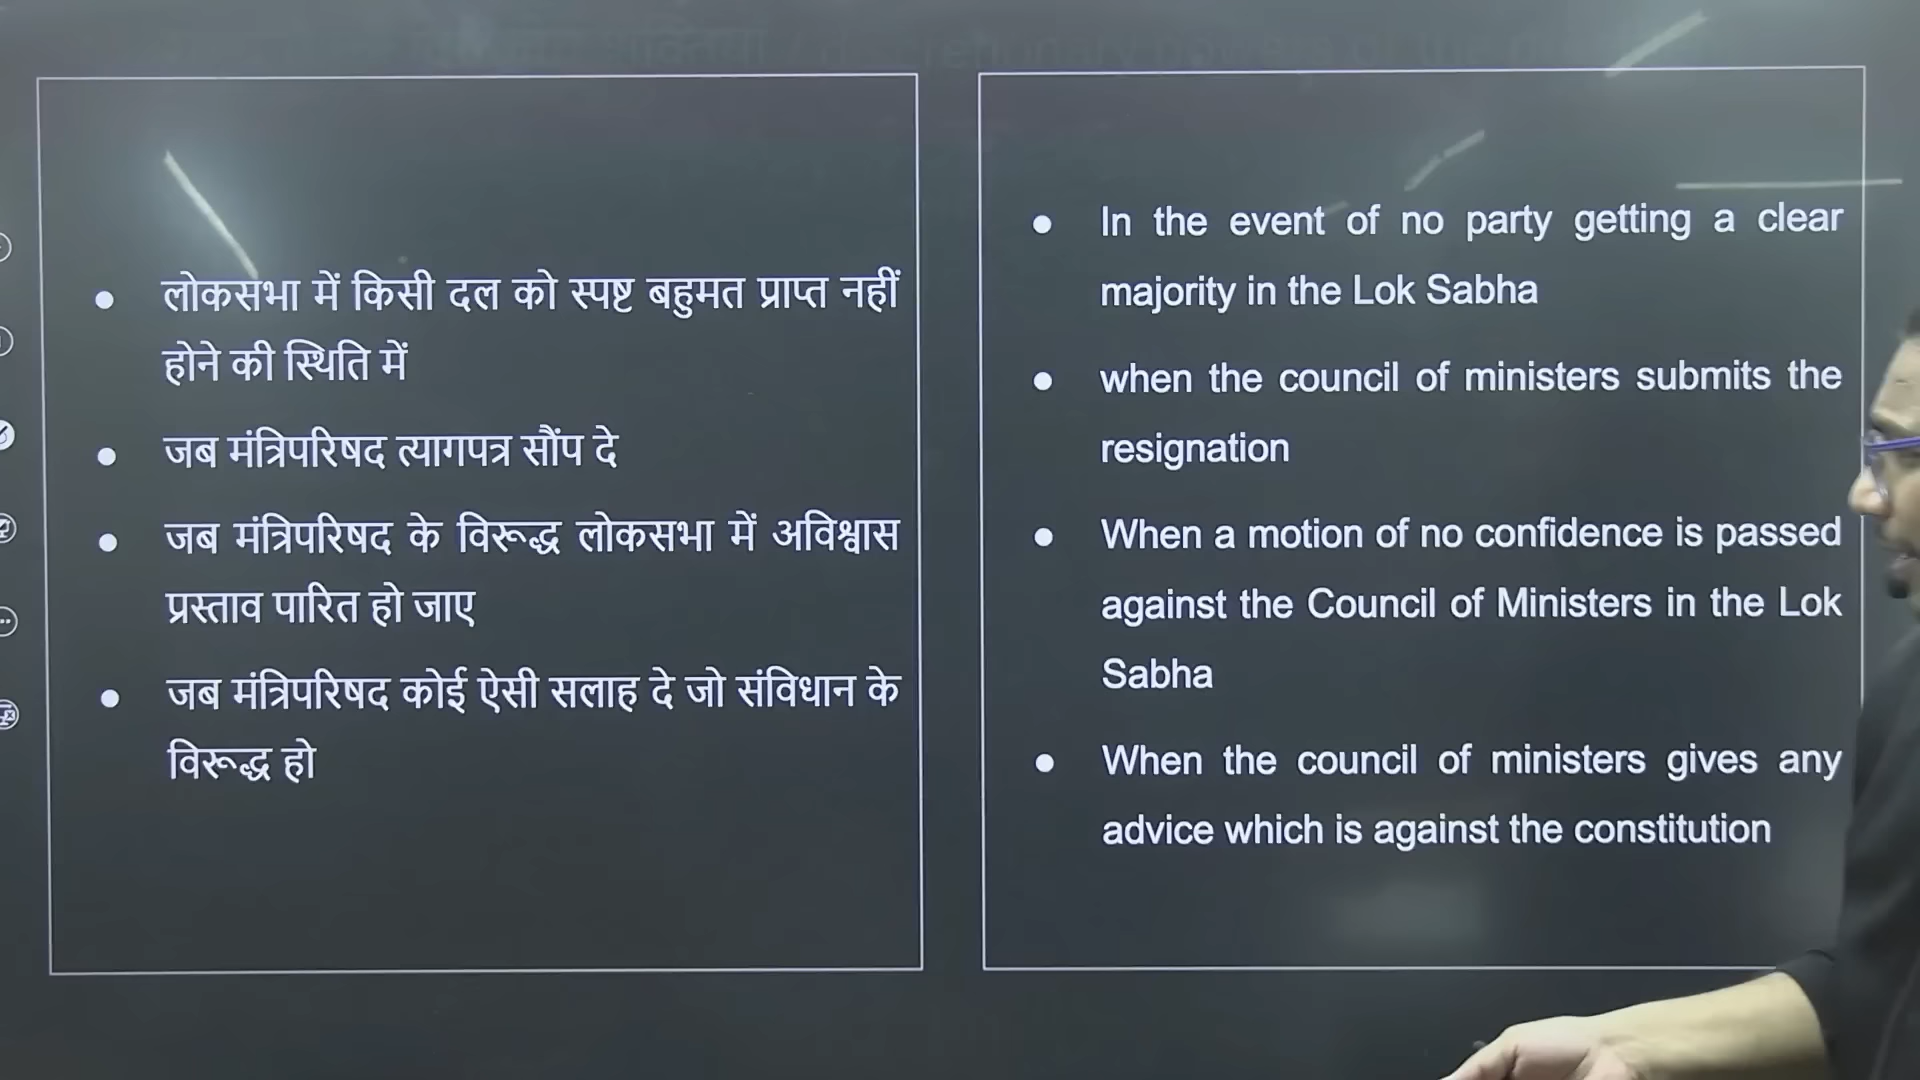 लोकसभा में किसी दल को स्पष्ट बहुमत प्राप्त नहीं
होने की स्थिति में
जब मंत्रिपरिषद त्यागपत्र सौंप दे
जब मंत्रिपरिषद के विरूद्ध लोकसभा में अविश्वास
प्रस्ताव पारित हो जाए
जब मंत्रिपरिषद कोई ऐसी सलाह दे जो संविधान के
विरूद्ध हो
In the event of no party getting a clear
majority in the Lok Sabha
when the council of ministers submits the
resignation
When a motion of no confidence is passed
against the Council of Ministers in the Lok
Sabha
When the council of ministers gives any
advice which is against the constitution